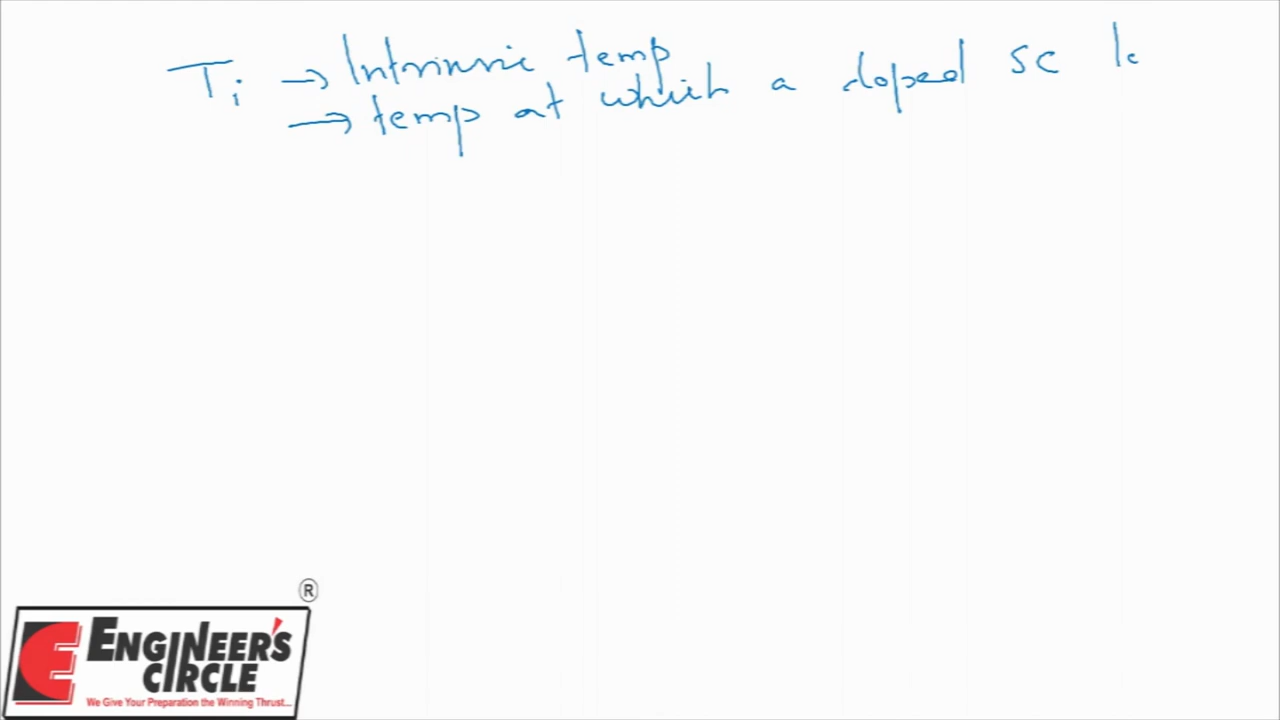 Ti → Intrinsic temp
→ temp at which a doped sc
®
ENGINEER'S
CIRCLE
We Give Your Preparation the Winning Thrust...